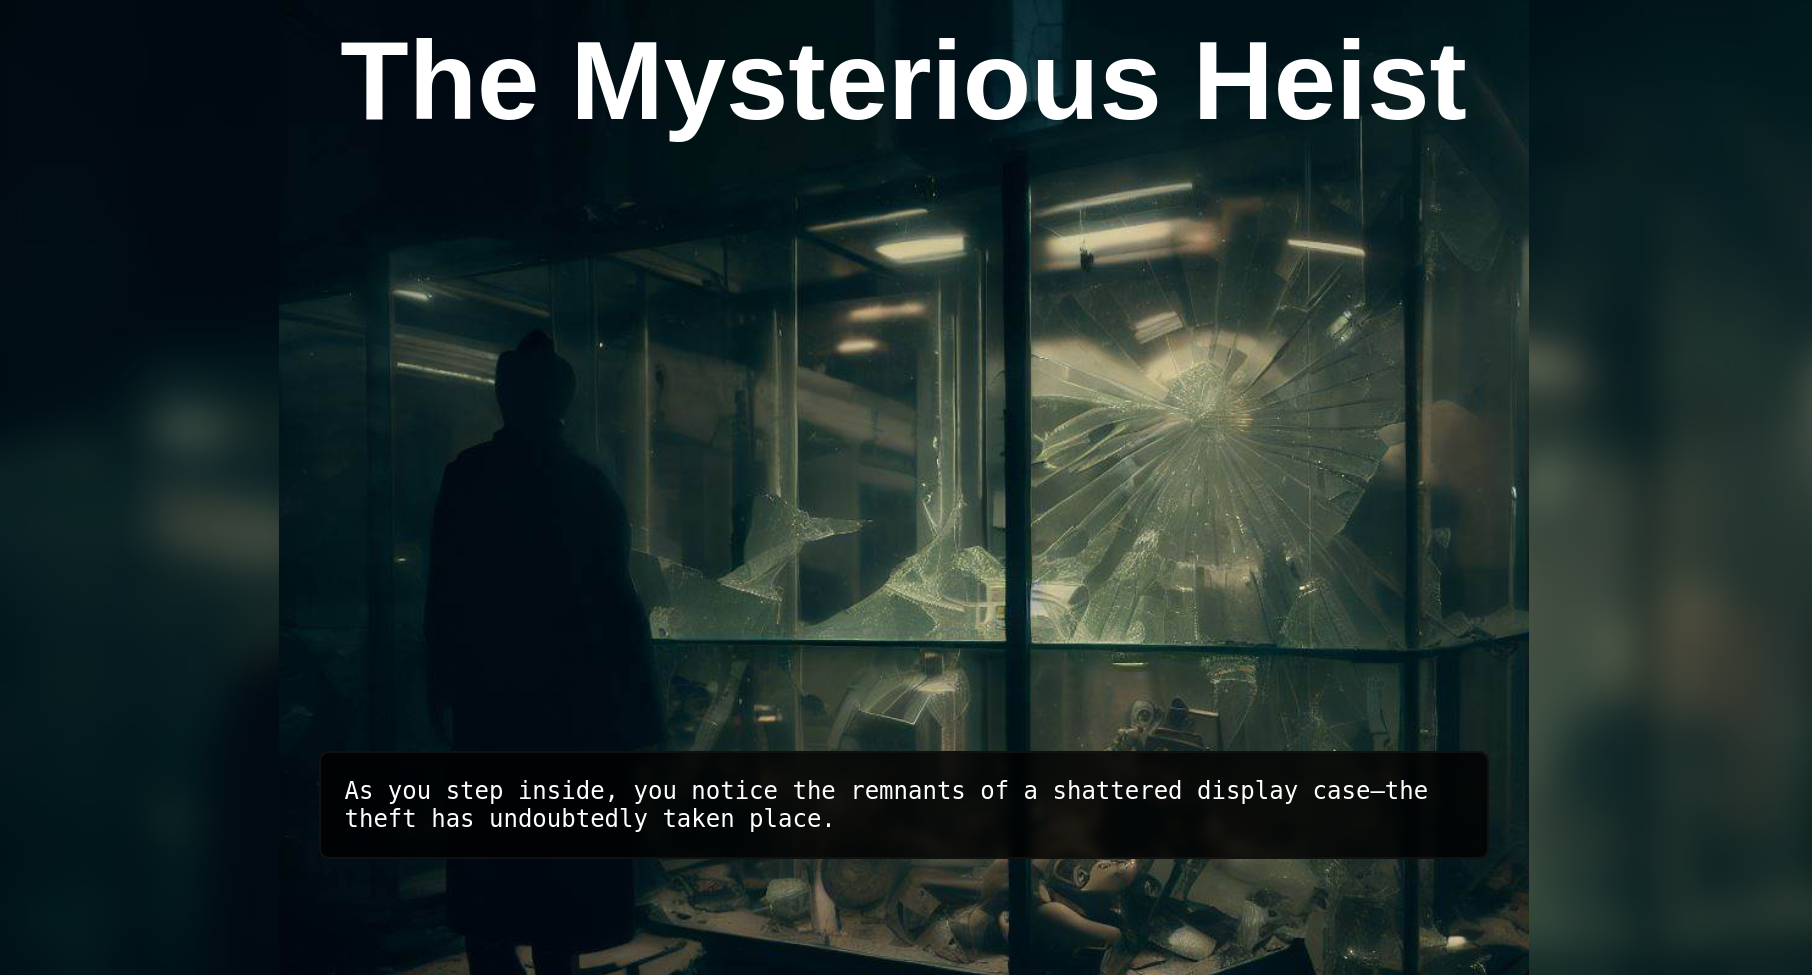 The Mysterious Heist
As you step inside, you notice the remnants of a shattered display case—the
theft has undoubtedly taken place.